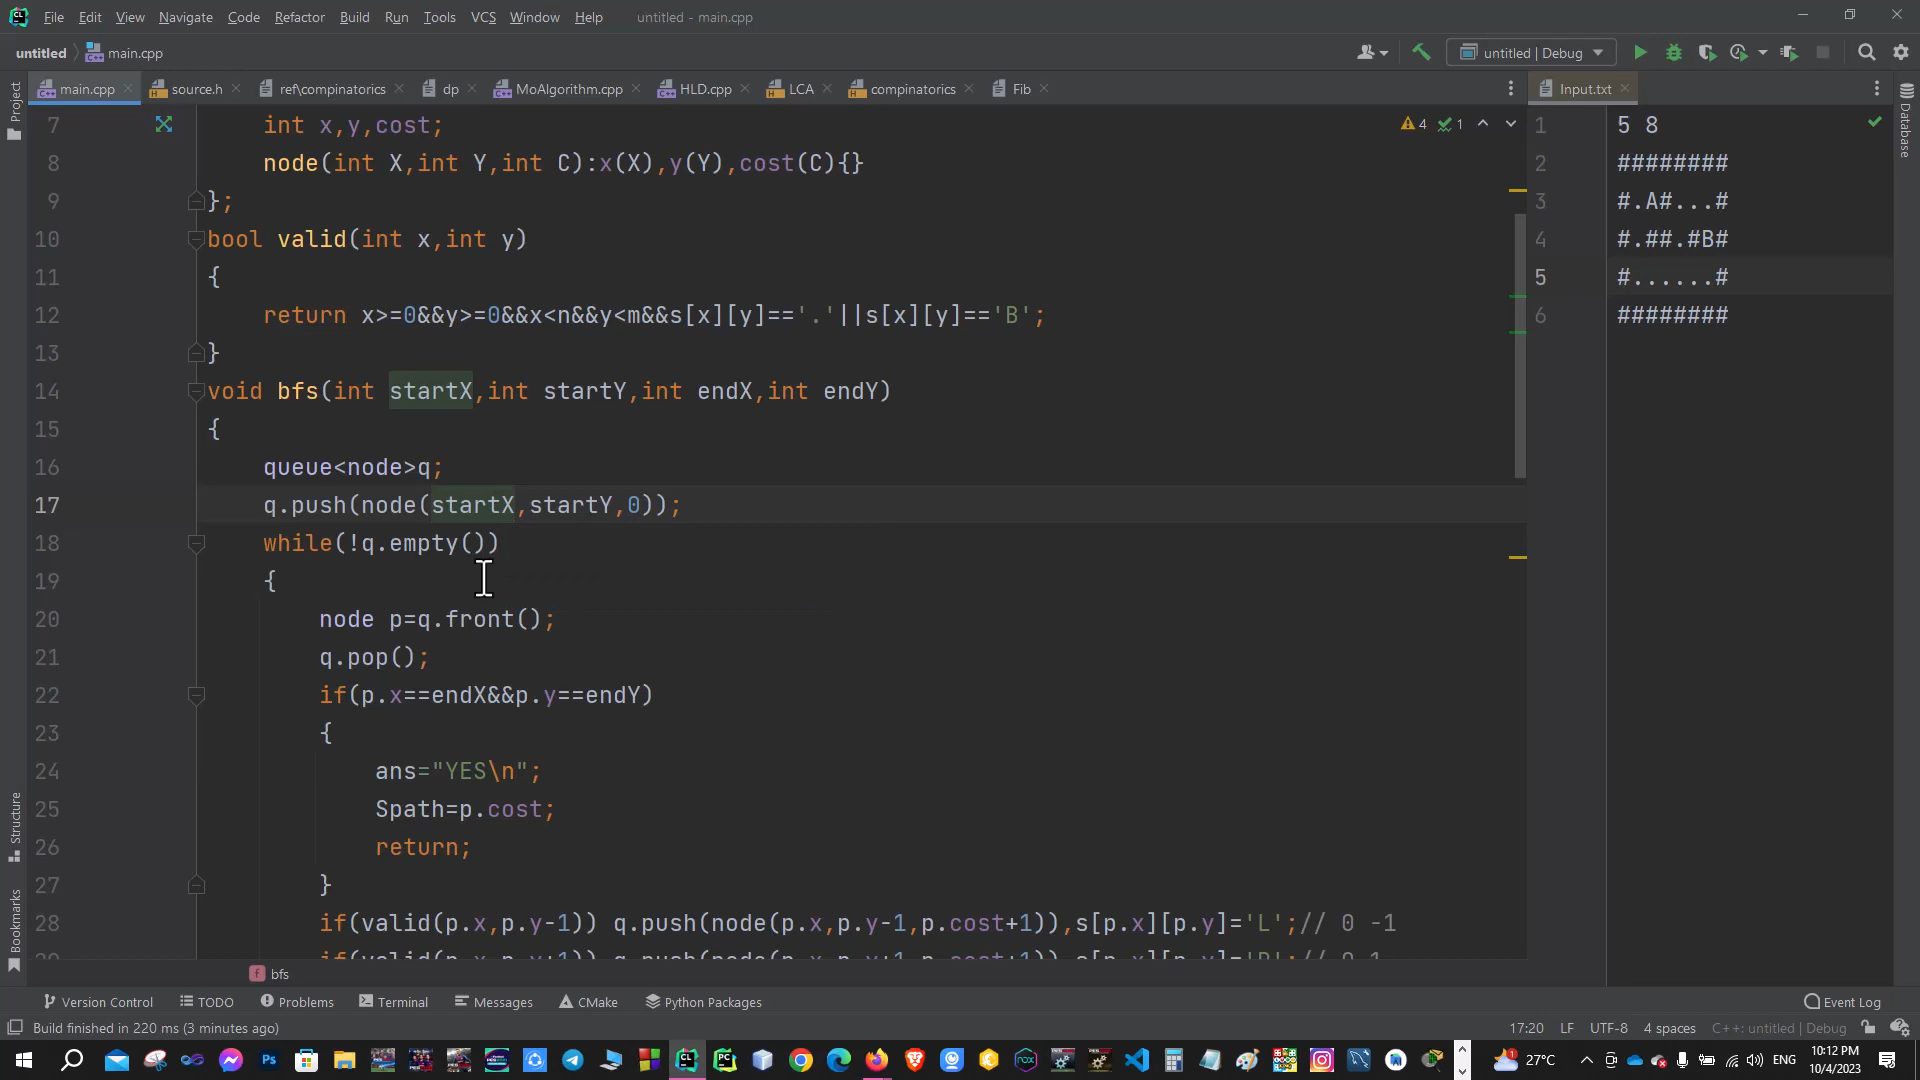 File Edit View Navigate Code Refactor Build Run Tools VCS Window Help untitled - main.cpp
untitled main.cpp untitled | Debug
main.cpp source.h ref\compinatorics dp MoAlgorithm.cpp HLD.cpp LCA compinatorics Fib Input.txt
Project
Structure
Bookmarks
Database
7 int x,y,cost;
8 node(int X,int Y,int C):x(X),y(Y),cost(C){}
9 };
10 bool valid(int x,int y)
11 {
12 return x>=0&&y>=0&&x<n&&y<m&&s[x][y]=='.'||s[x][y]=='B';
13 }
14 void bfs(int startX,int startY,int endX,int endY)
15 {
16 queue<node>q;
17 q.push(node(startX,startY,0));
18 while(!q.empty())
19 {
20 node p=q.front();
21 q.pop();
22 if(p.x==endX&&p.y==endY)
23 {
24 ans="YES\n";
25 Spath=p.cost;
26 return;
27 }
28 if(valid(p.x,p.y-1)) q.push(node(p.x,p.y-1,p.cost+1)),s[p.x][p.y]='L';// 0 -1
4 1
1 5 8
2 ########
3 #.A#...#
4 #.##.#B#
5 #......#
6 ########
f bfs
Version Control TODO Problems Terminal Messages CMake Python Packages Event Log
Build finished in 220 ms (3 minutes ago) 17:20 LF UTF-8 4 spaces C++: untitled | Debug
27°C ENG 10:12 PM
10/4/2023